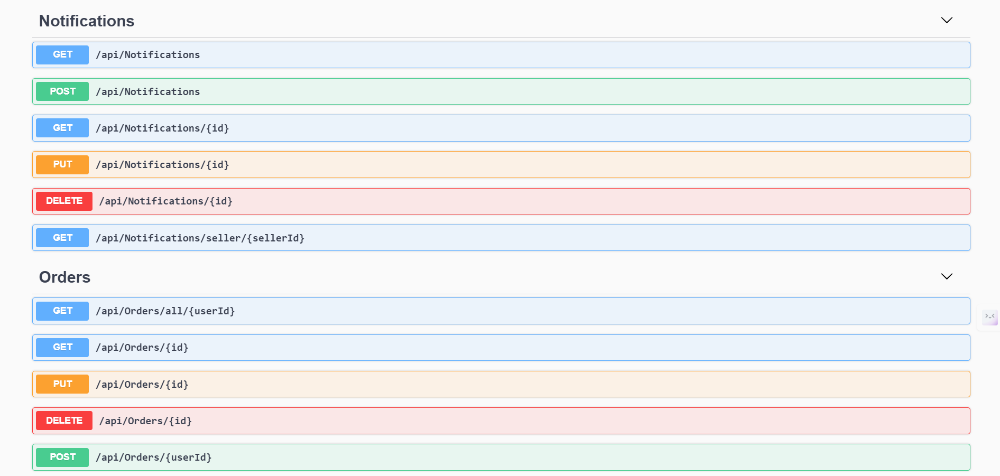 Notifications
GET /api/Notifications
POST /api/Notifications
GET /api/Notifications/{id}
PUT /api/Notifications/{id}
DELETE /api/Notifications/{id}
GET /api/Notifications/seller/{sellerId}
Orders
GET /api/Orders/all/{userId}
GET /api/Orders/{id}
PUT /api/Orders/{id}
DELETE /api/Orders/{id}
POST /api/Orders/{userId}